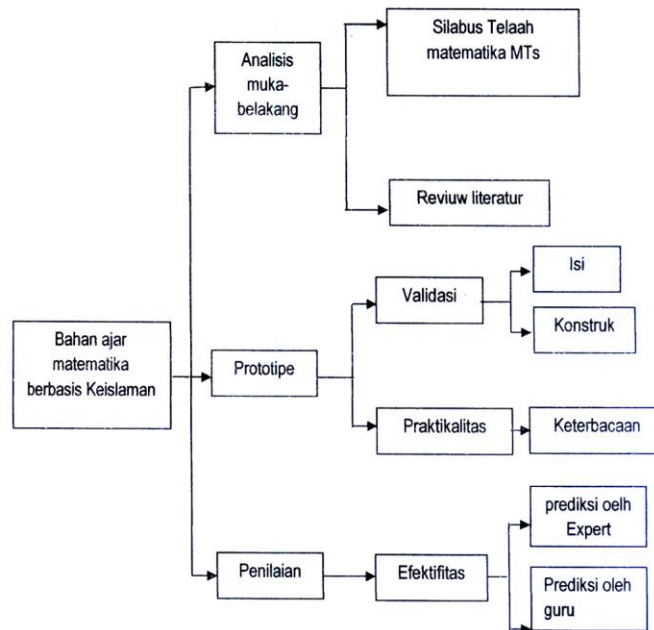 Silabus Telaah
matematika MTs
Analisis
muka-
belakang
Reviuw literatur
Isi
Validasi
Konstruk
Bahan ajar
matematika
berbasis Keislaman
Prototipe
Praktikalitas
Keterbacaan
prediksi oelh
Expert
Penilaian
Efektifitas
Prediksi oleh
guru